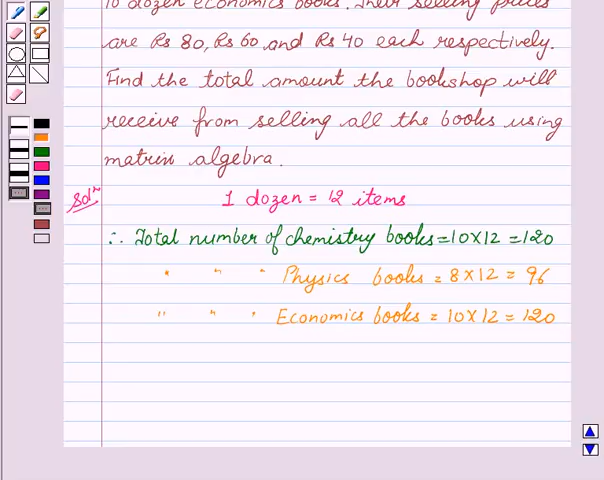 10 dozen economics books. Their selling prices
are Rs 80, Rs 60 and Rs 40 each respectively.
Find the total amount the bookshop will
receive from selling all the books using
matrix algebra.
Solⁿ 1 dozen = 12 items
∴ Total number of chemistry books = 10 × 12 = 120
" " " Physics books = 8 × 12 = 96
" " " Economics books = 10 × 12 = 120